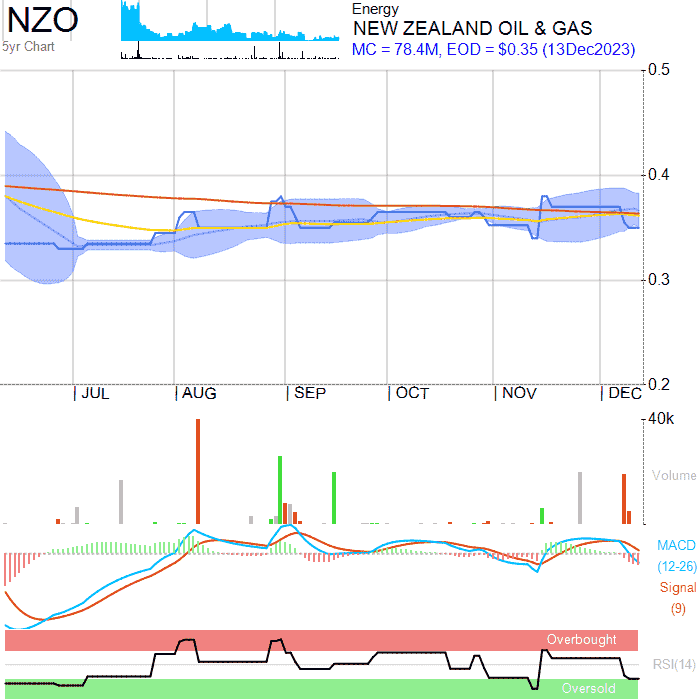 NZO
5yr Chart
Energy
NEW ZEALAND OIL & GAS
MC = 78.4M, EOD = $0.35 (13Dec2023)
0.5
0.4
0.3
0.2
JUL AUG SEP OCT NOV DEC
40k
Volume
MACD
(12-26)
Signal
(9)
Overbought
RSI(14)
Oversold